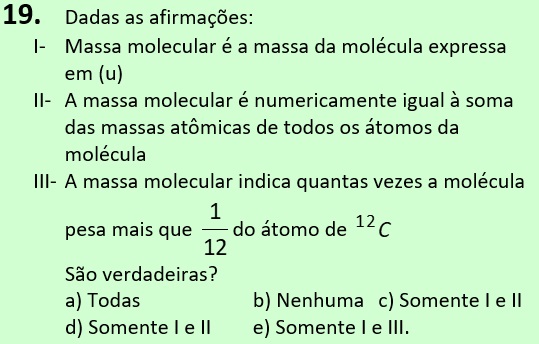 19. Dadas as afirmações:
I- Massa molecular é a massa da molécula expressa
em (u)
II- A massa molecular é numericamente igual à soma
das massas atômicas de todos os átomos da
molécula
III- A massa molecular indica quantas vezes a molécula
pesa mais que 1/12 do átomo de ¹²C
São verdadeiras?
a) Todas b) Nenhuma c) Somente I e II
d) Somente I e II e) Somente I e III.